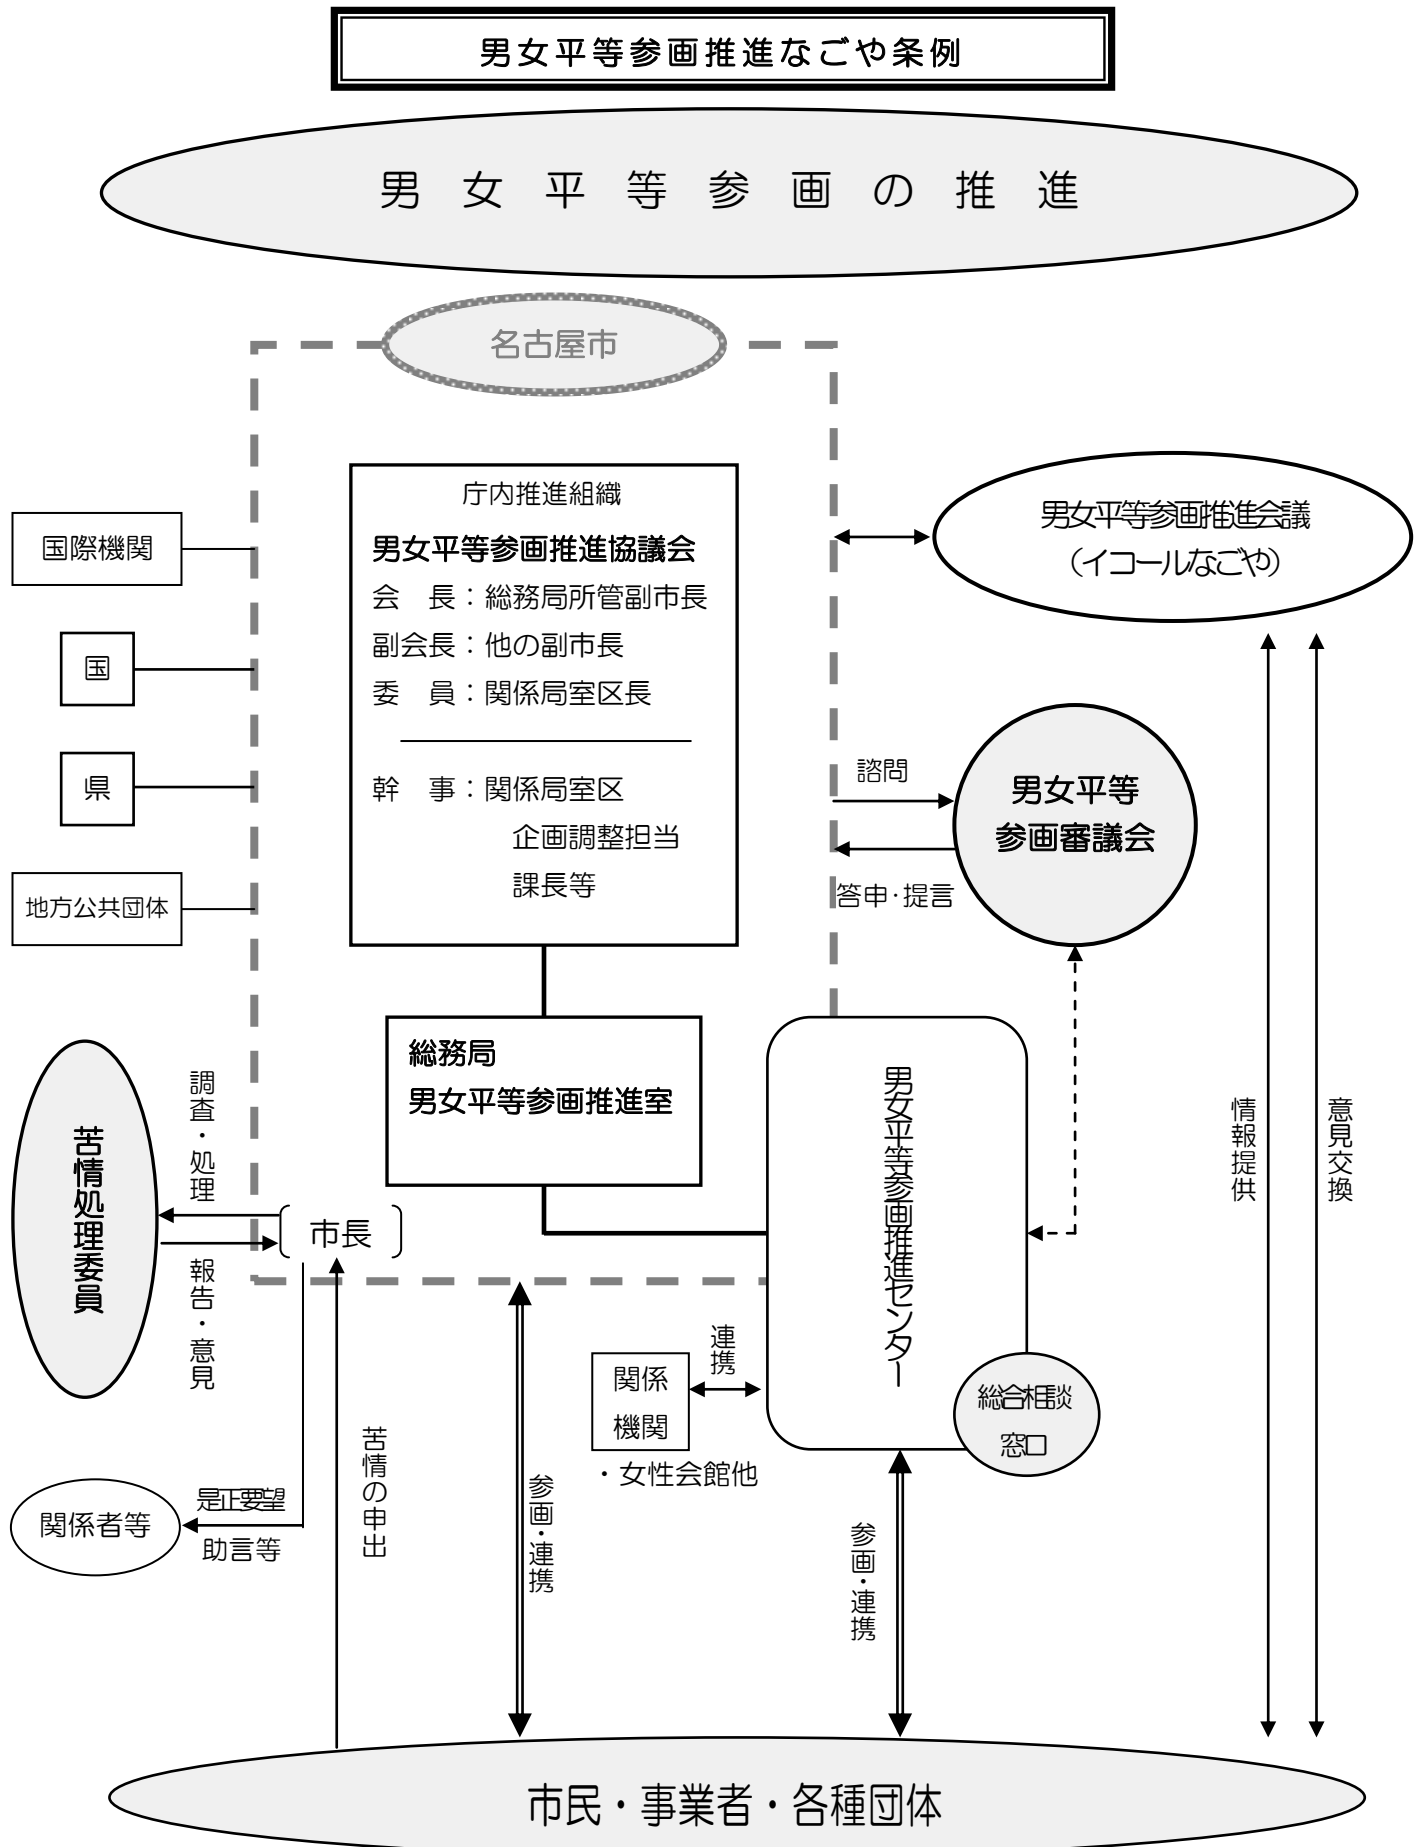 男女平等参画推進なごや条例
男女平等参画の推進
名古屋市
庁内推進組織
男女平等参画推進協議会
会　長：総務局所管副市長
副会長：他の副市長
委　員：関係局室区長
幹　事：関係局室区
企画調整担当
課長等
国際機関
国
県
地方公共団体
男女平等参画推進会議
（イコールなごや）
諮問
男女平等
参画審議会
答申・提言
総務局
男女平等参画推進室
男女平等参画推進センター
情報提供
意見交換
苦情処理委員
調査・処理
市長
報告・意見
連携
関係
機関
・女性会館他
総合相談
窓口
関係者等
是正要望
助言等
苦情の申出
参画・連携
参画・連携
市民・事業者・各種団体